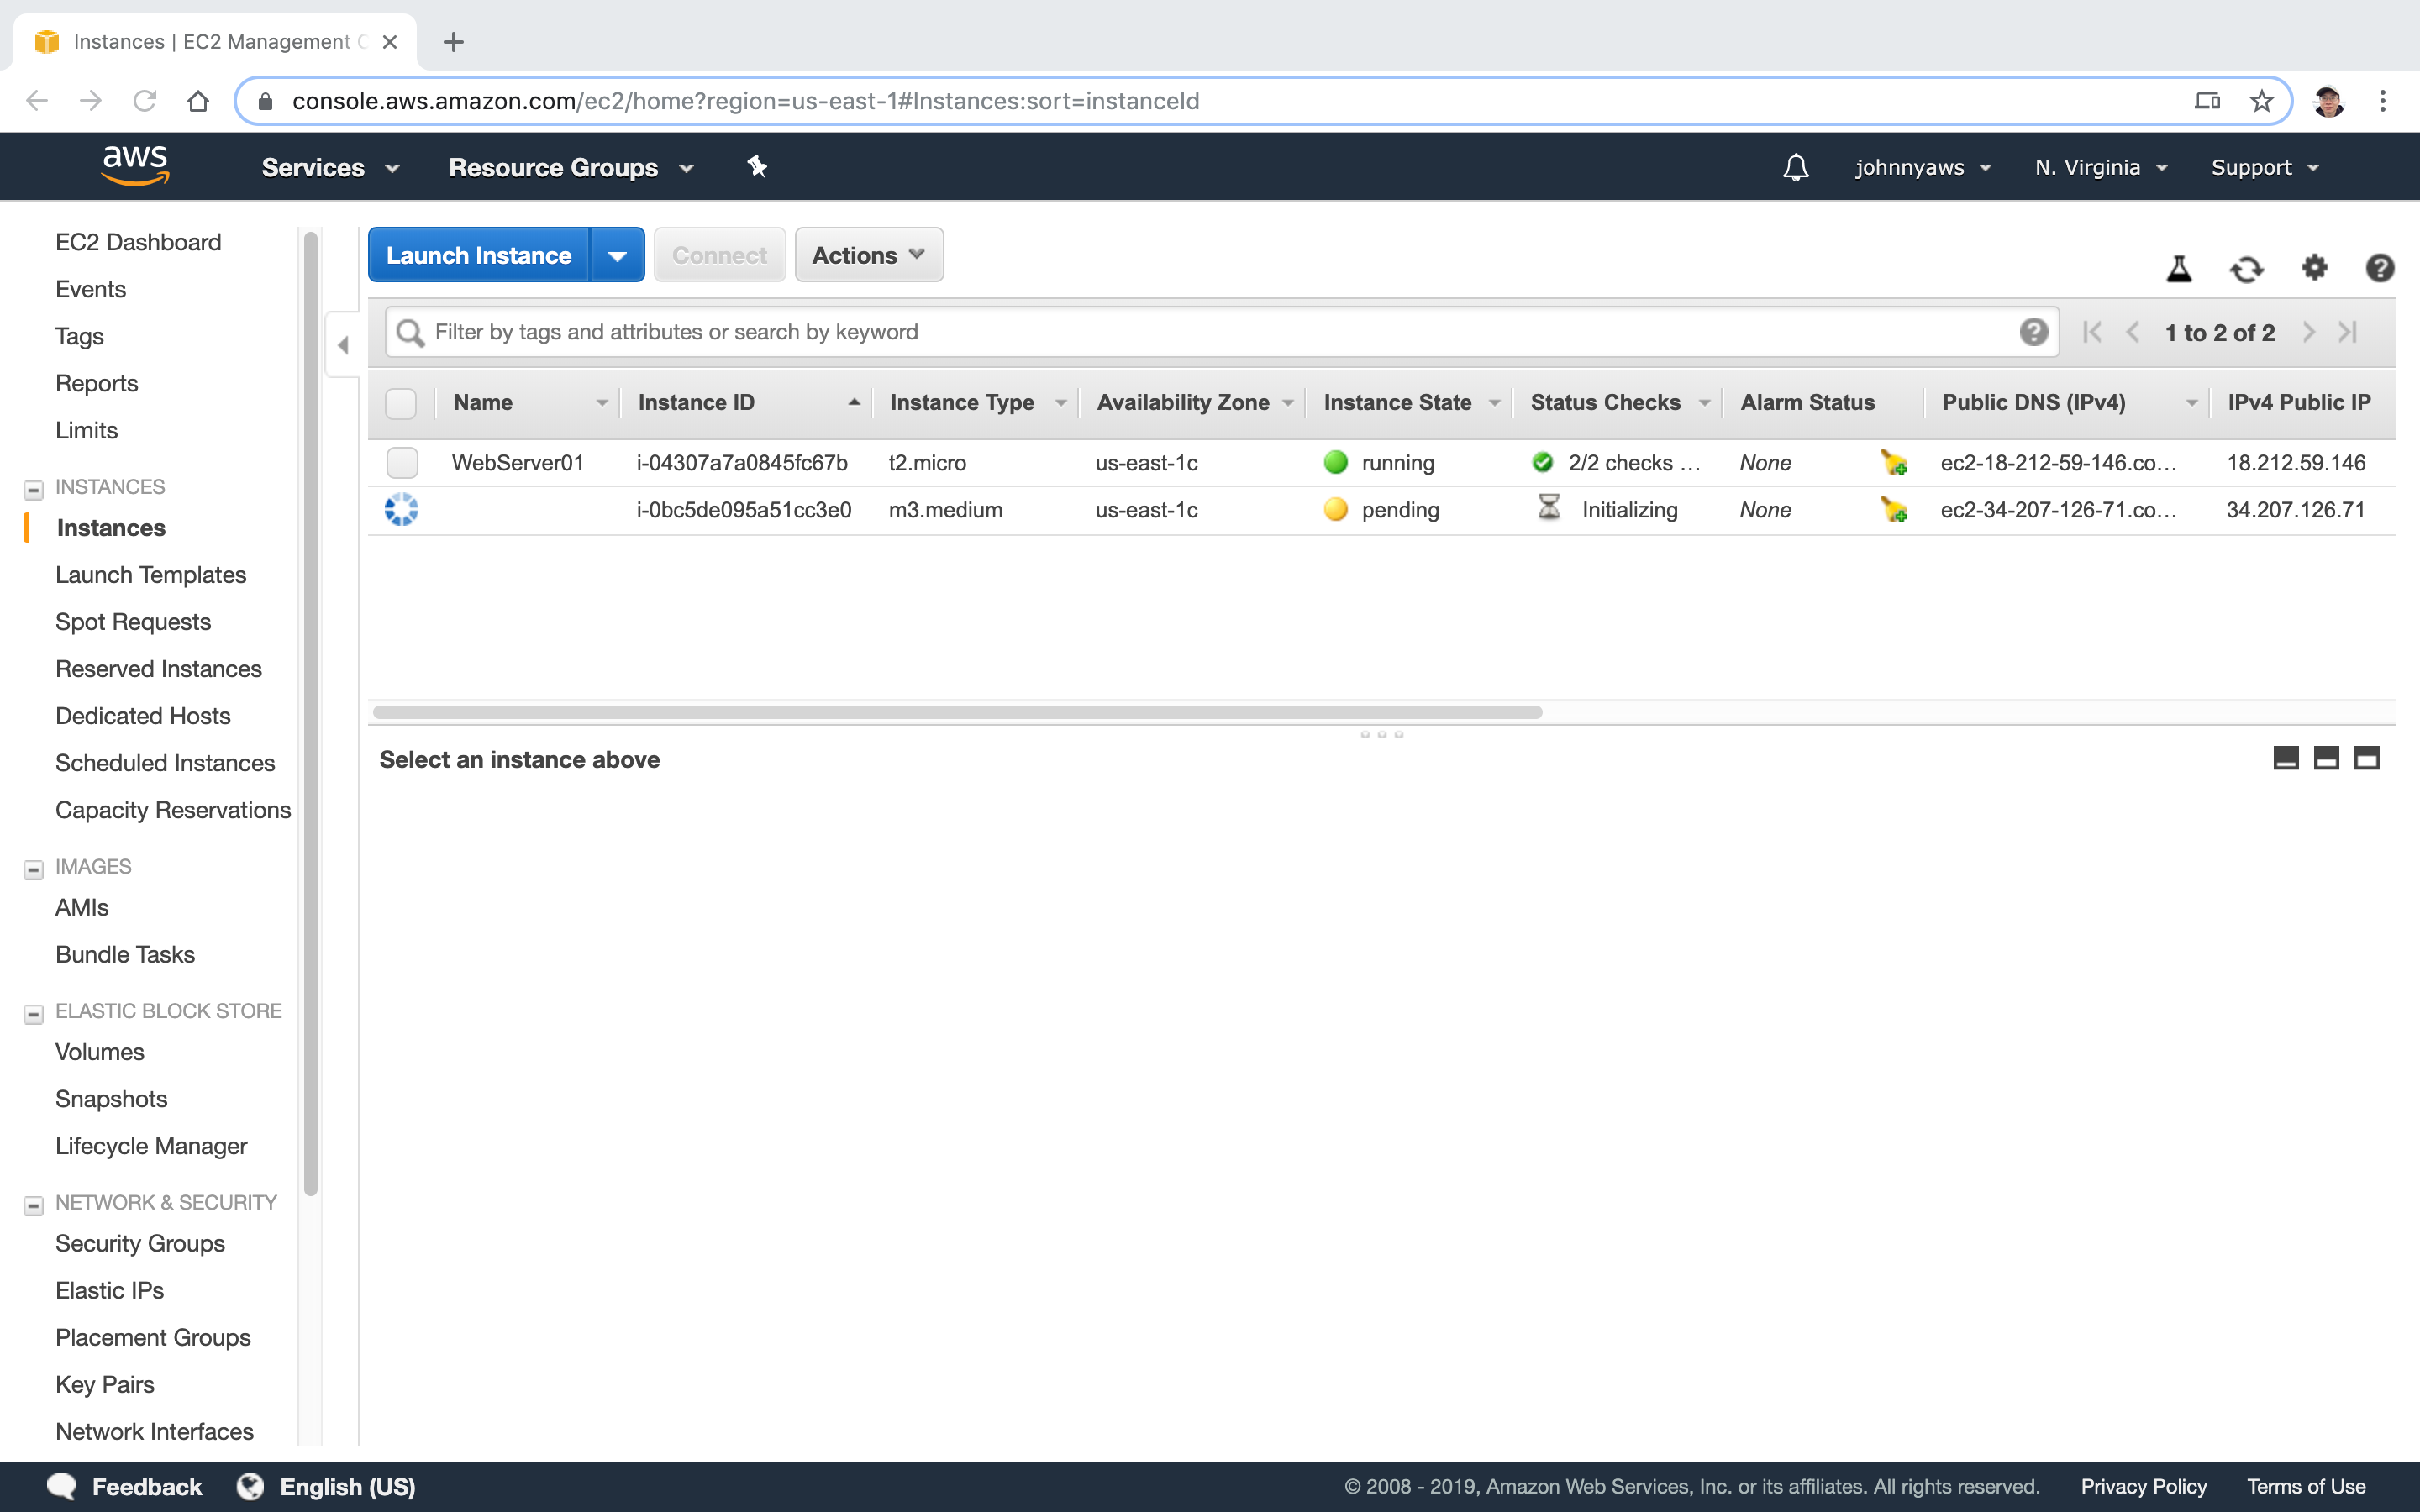 Instances | EC2 Management C
console.aws.amazon.com/ec2/home?region=us-east-1#Instances:sort=instanceId
aws Services Resource Groups johnnyaws N. Virginia Support
EC2 Dashboard
Events
Tags
Reports
Limits
INSTANCES
Instances
Launch Templates
Spot Requests
Reserved Instances
Dedicated Hosts
Scheduled Instances
Capacity Reservations
IMAGES
AMIs
Bundle Tasks
ELASTIC BLOCK STORE
Volumes
Snapshots
Lifecycle Manager
NETWORK & SECURITY
Security Groups
Elastic IPs
Placement Groups
Key Pairs
Network Interfaces
Launch Instance Connect Actions
Filter by tags and attributes or search by keyword 1 to 2 of 2
Name Instance ID Instance Type Availability Zone Instance State Status Checks Alarm Status Public DNS (IPv4) IPv4 Public IP
WebServer01 i-04307a7a0845fc67b t2.micro us-east-1c running 2/2 checks … None ec2-18-212-59-146.co… 18.212.59.146
i-0bc5de095a51cc3e0 m3.medium us-east-1c pending Initializing None ec2-34-207-126-71.co… 34.207.126.71
Select an instance above
Feedback English (US) © 2008 - 2019, Amazon Web Services, Inc. or its affiliates. All rights reserved. Privacy Policy Terms of Use